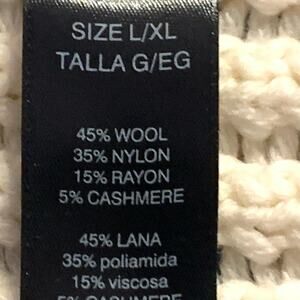 SIZE L/XL
TALLA G/EG
45% WOOL
35% NYLON
15% RAYON
5% CASHMERE
45% LANA
35% poliamida
15% viscosa
5% CASHMERE